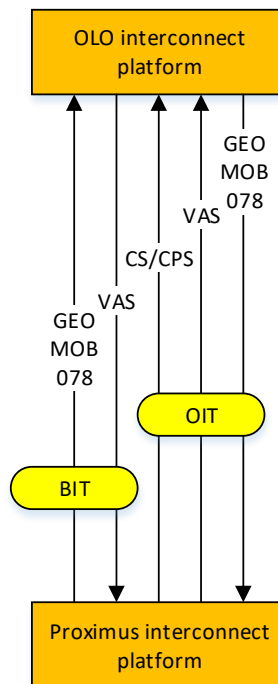 OLO interconnect
platform
GEO
MOB
078
VAS
CS/CPS
VAS
GEO
MOB
078
OIT
BIT
Proximus interconnect
platform